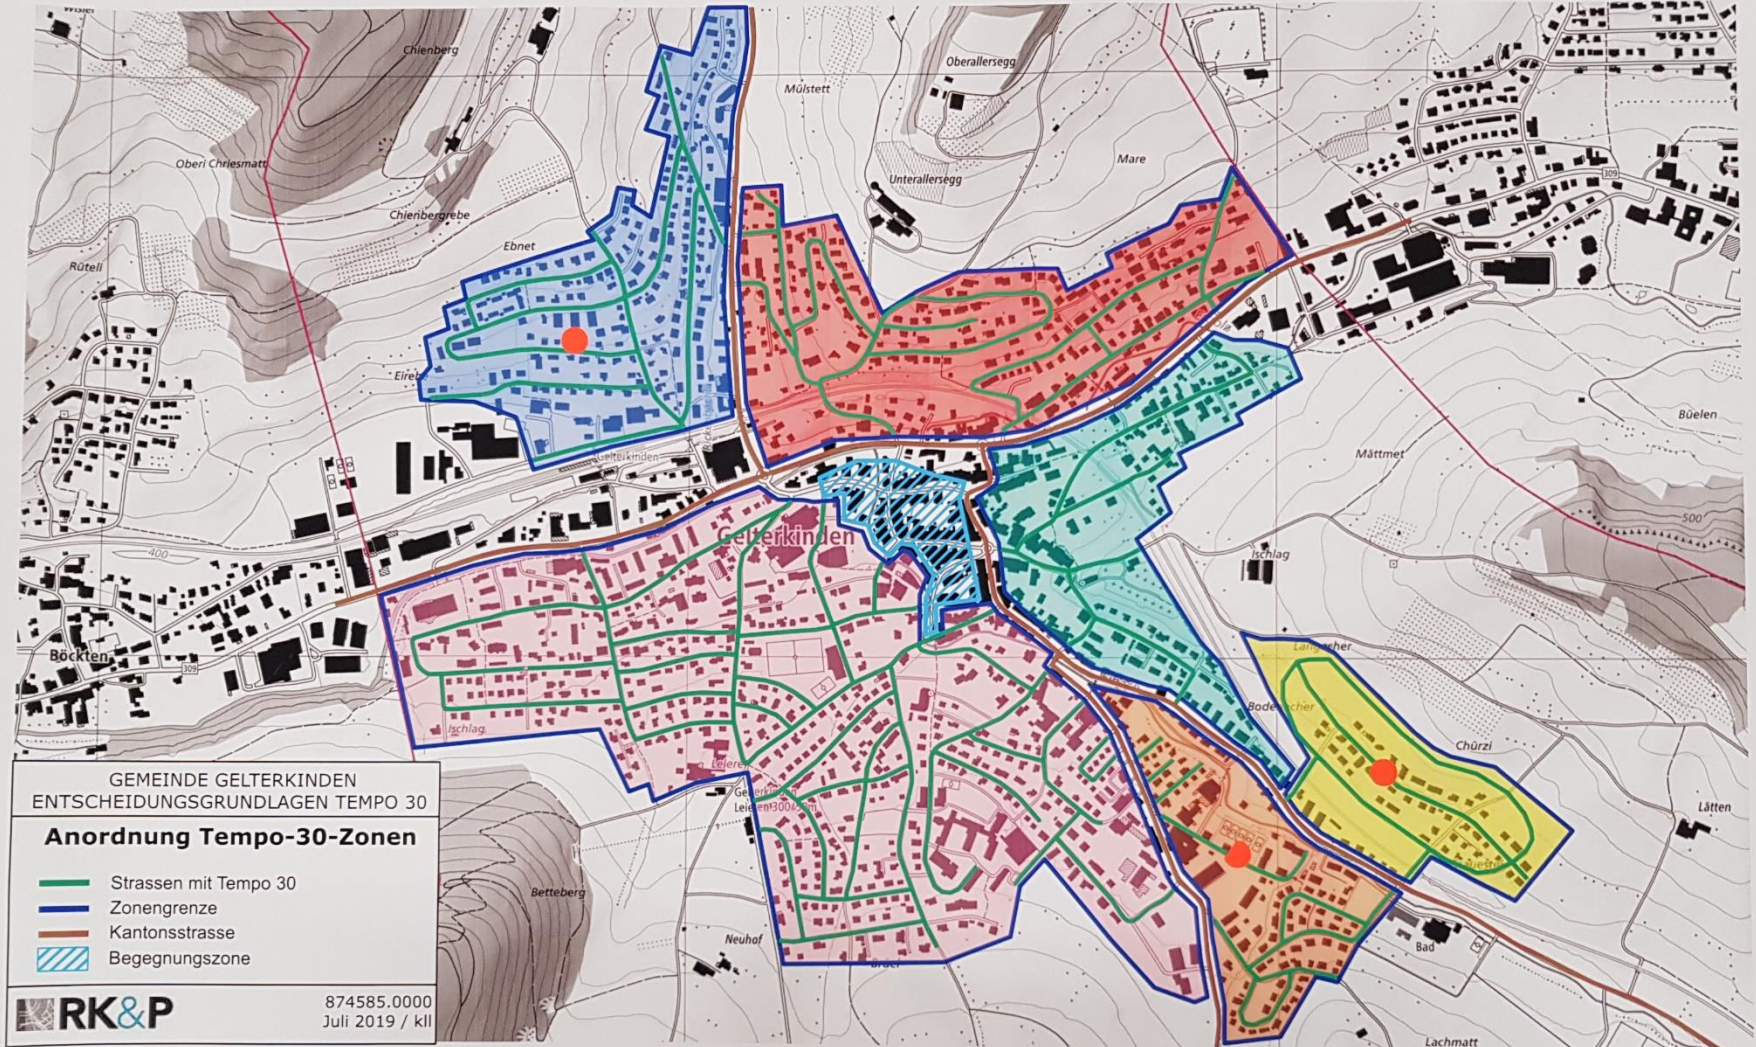 Chienberg
Oberallersegg
Mülstett
Mare
Oberi Chriesmatt
Unterallersegg
309
Chienbergrebe
Ebnet
Rüteli
Büelen
Mättmet
Gelterkinden
500
Gelterkinden
400
Ischlag
Böckten
309
Chürzi
Ischlag
Lätten
Betteberg
Neuhof
Bad
Lachmatt
GEMEINDE GELTERKINDEN
ENTSCHEIDUNGSGRUNDLAGEN TEMPO 30
Anordnung Tempo-30-Zonen
Strassen mit Tempo 30
Zonengrenze
Kantonsstrasse
Begegnungszone
RK&P
874585.0000
Juli 2019 / kll